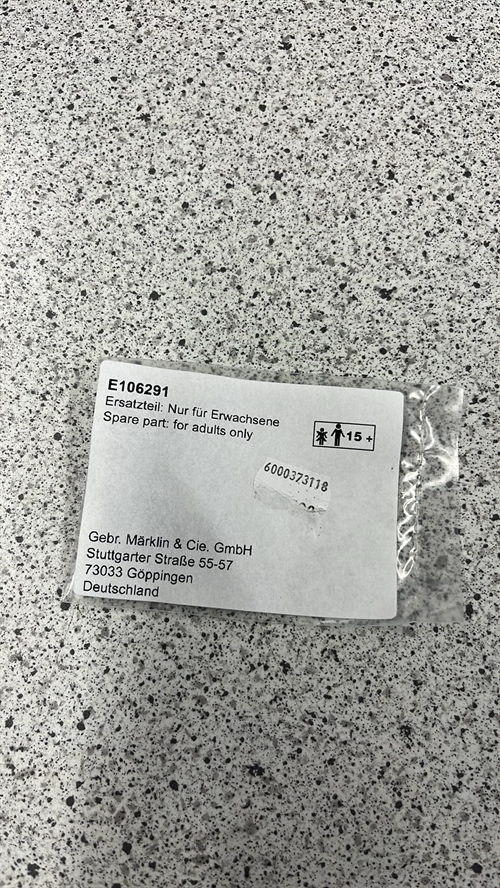 E106291
Ersatzteil: Nur für Erwachsene
Spare part: for adults only
15 +
6000373118
Gebr. Märklin & Cie. GmbH
Stuttgarter Straße 55-57
73033 Göppingen
Deutschland